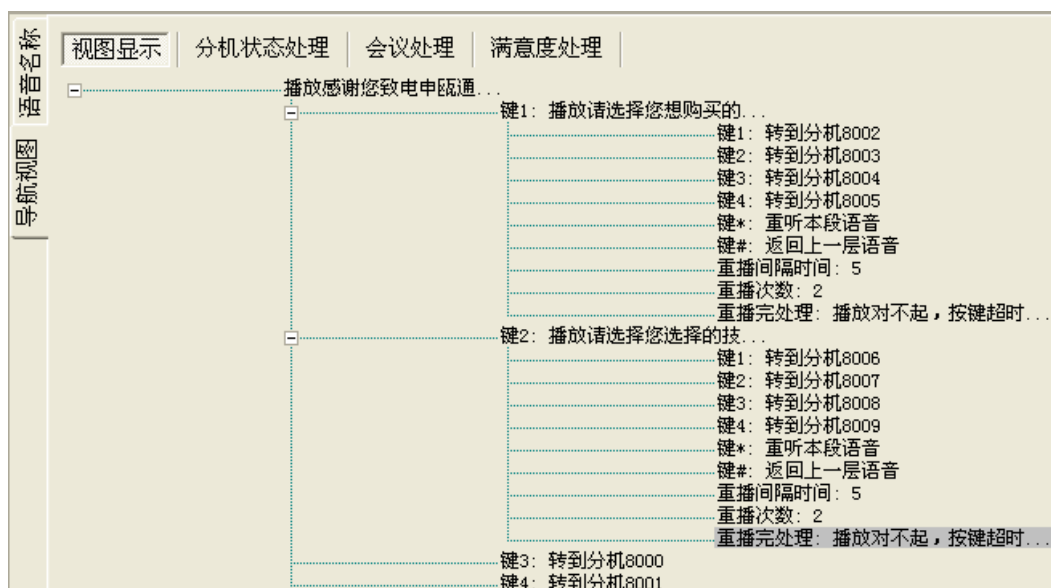 语音名称
导航视图
视图显示 分机状态处理 会议处理 满意度处理
播放感谢您致电申瓯通...
键1: 播放请选择您想购买的...
键1: 转到分机8002
键2: 转到分机8003
键3: 转到分机8004
键4: 转到分机8005
键*: 重听本段语音
键#: 返回上一层语音
重播间隔时间: 5
重播次数: 2
重播完处理: 播放对不起，按键超时...
键2: 播放请选择您选择的技...
键1: 转到分机8006
键2: 转到分机8007
键3: 转到分机8008
键4: 转到分机8009
键*: 重听本段语音
键#: 返回上一层语音
重播间隔时间: 5
重播次数: 2
重播完处理: 播放对不起，按键超时...
键3: 转到分机8000
键4: 转到分机8001